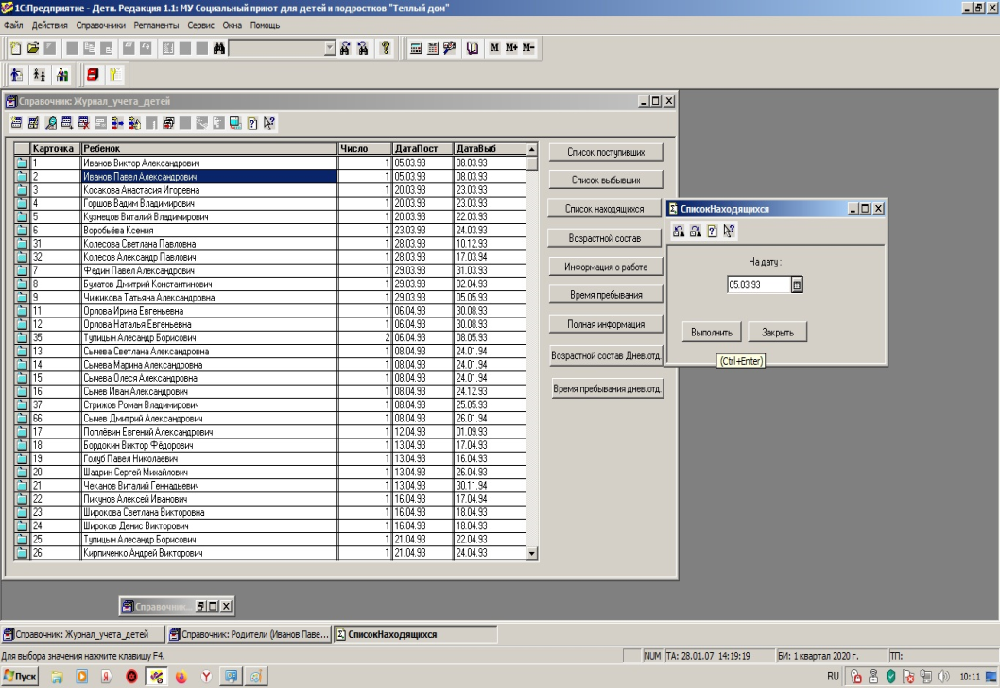 1С:Предприятие - Дети. Редакция 1.1: МУ Социальный приют для детей и подростков "Теплый дон"
Файл Действия Справочники Регламенты Сервис Окна Помощь
M M+ M-
Справочник: Журнал_учета_детей
Карточка Ребенок Число ДатаПост ДатаВыб
1 Иванов Виктор Александрович 1 05.03.93 08.03.93
2 Иванов Павел Александрович 1 05.03.93 08.03.93
3 Косакова Анастасия Игоревна 1 20.03.93 23.03.93
4 Горшов Вадим Владимирович 1 20.03.93 23.03.93
5 Кузнецов Виталий Владимирович 1 20.03.93 22.03.93
6 Воробьёва Ксения 1 23.03.93 24.03.93
31 Колесова Светлана Павловна 1 28.03.93 10.12.93
32 Колесов Александр Павлович 1 28.03.93 17.03.94
7 Федин Павел Александрович 1 29.03.93 31.03.93
8 Булатов Дмитрий Константинович 1 29.03.93 02.04.93
9 Чижикова Татьяна Александровна 1 29.03.93 05.05.93
11 Орлова Ирина Евгеньевна 1 06.04.93 30.08.93
12 Орлова Наталья Евгеньевна 1 06.04.93 30.08.93
35 Тупицын Алесандр Борисович 2 06.04.93 08.05.93
13 Сычева Светлана Александровна 1 08.04.93 24.01.94
14 Сычева Марина Александровна 1 08.04.93 24.01.94
15 Сычева Олеся Александровна 1 08.04.93 24.01.94
16 Сычев Иван Александрович 1 08.04.93 24.12.93
37 Стрижов Роман Владимирович 1 08.04.93 25.05.93
66 Сычев Дмитрий Александрович 1 08.04.93 26.01.94
17 Поплёвин Евгений Александрович 1 12.04.93 01.09.93
18 Бордокин Виктор Фёдорович 1 13.04.93 17.04.93
19 Голуб Павел Николаевич 1 13.04.93 16.04.93
20 Шадрин Сергей Михайлович 1 13.04.93 26.04.93
21 Чеканов Виталий Геннадьевич 1 13.04.93 30.11.94
22 Пикунов Алексей Иванович 1 16.04.93 17.04.94
23 Широкова Светлана Викторовна 1 16.04.93 18.04.93
24 Широков Денис Викторович 1 16.04.93 18.04.93
25 Тупицын Алесандр Борисович 1 21.04.93 22.04.93
26 Кирпиченко Андрей Викторович 1 21.04.93 24.04.93
Список поступивших
Список выбывших
Список находящихся
Возрастной состав
Информация о работе
Время пребывания
Полная информация
Возрастной состав Днев.отд.
Время пребывания днев.отд.
СписокНаходящихся
На дату:
05.03.93
Выполнить Закрыть
(Ctrl+Enter)
Справочник...
Справочник: Журнал_учета_детей Справочник: Родители (Иванов Паве... СписокНаходящихся
Для выбора значения нажмите клавишу F4. NUM ТА: 28.01.07 14:19:19 БИ: 1 квартал 2020 г. ТП:
Пуск RU 10:11